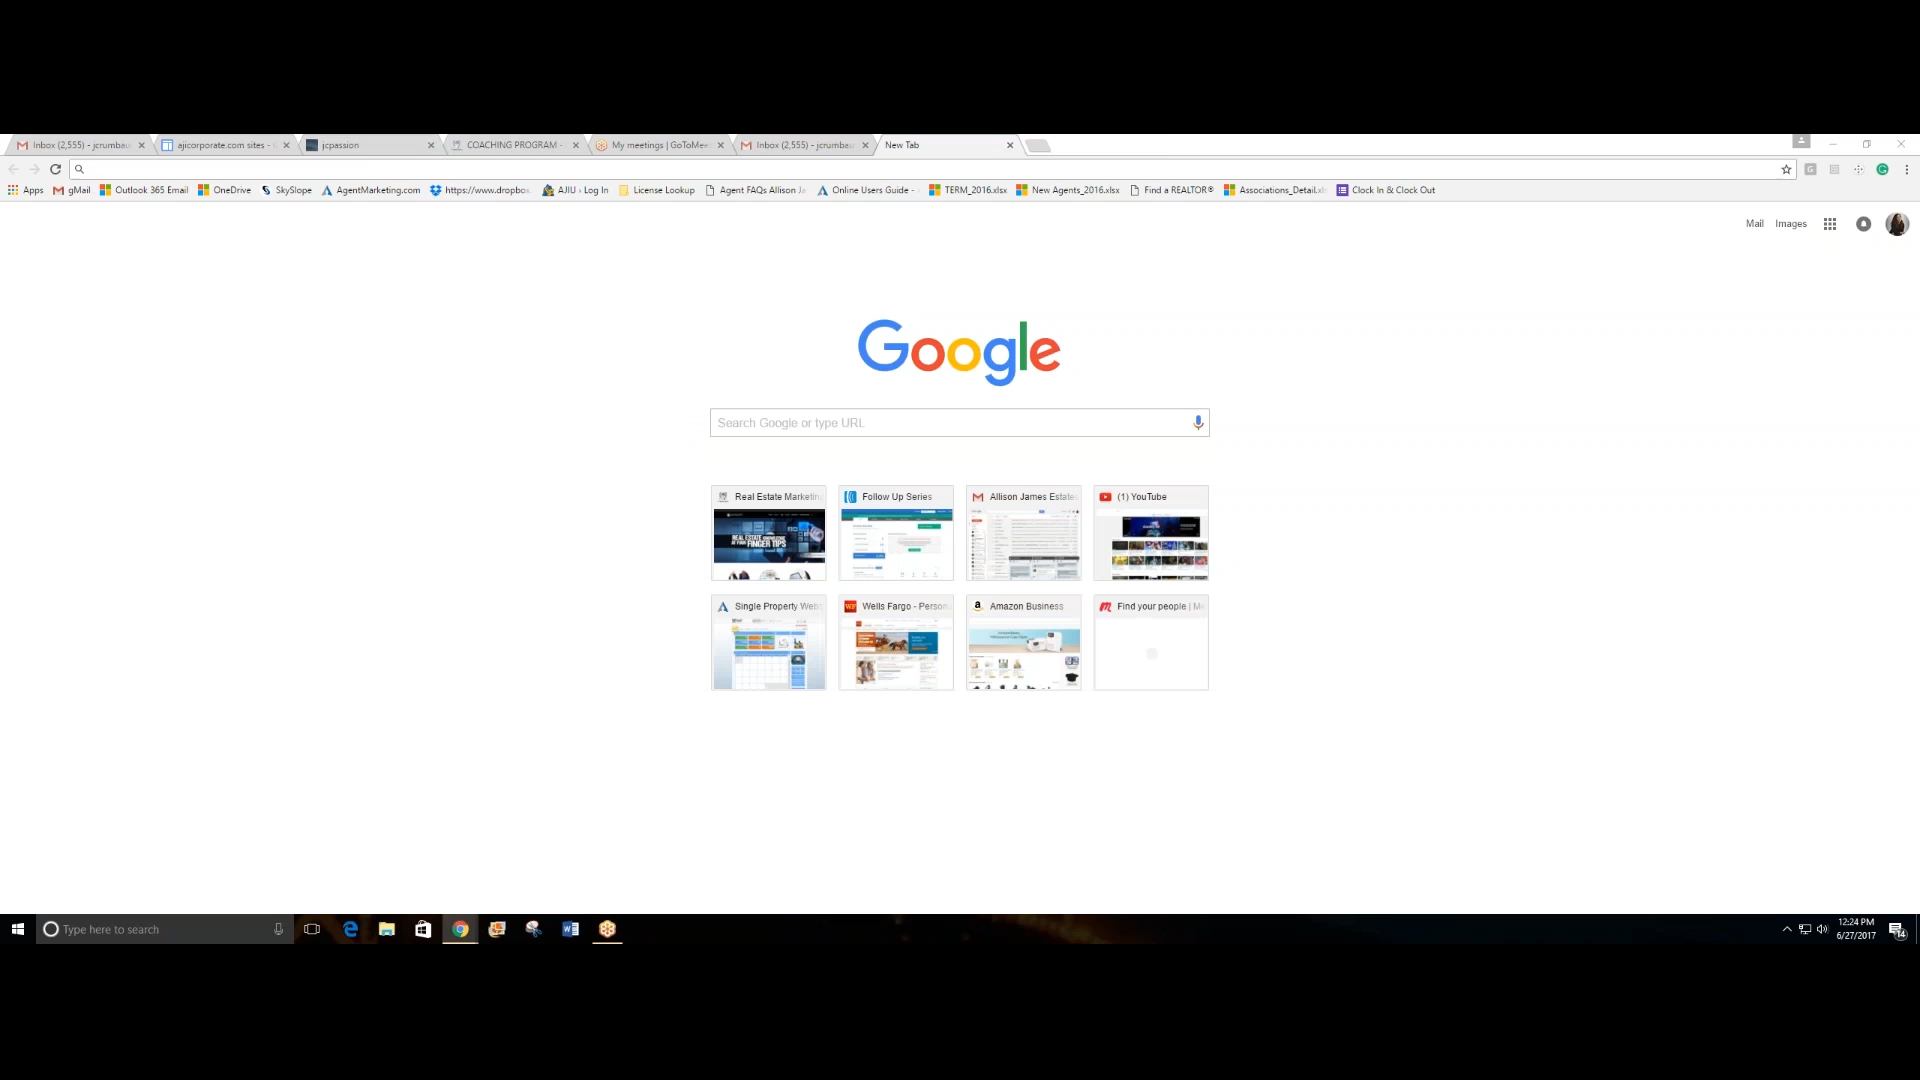 Inbox (2,555) - jcrumbau
ajicorporate.com sites -
jcpassion
COACHING PROGRAM -
My meetings | GoToMee
Inbox (2,555) - jcrumbau
New Tab
Apps
gMail
Outlook 365 Email
OneDrive
SkySlope
AgentMarketing.com
https://www.dropbox
AJIU › Log In
License Lookup
Agent FAQs Allison Ja
Online Users Guide -
TERM_2016.xlsx
New Agents_2016.xlsx
Find a REALTOR®
Associations_Detail.xl
Clock In & Clock Out
Mail
Images
Google
Search Google or type URL
Real Estate Marketin
Follow Up Series
Allison James Estate
(1) YouTube
REAL ESTATE KNOWLEDGE
AT YOUR FINGER TIPS
Single Property Web
Wells Fargo - Person
Amazon Business
Find your people | Me
Type here to search
12:24 PM
6/27/2017
14